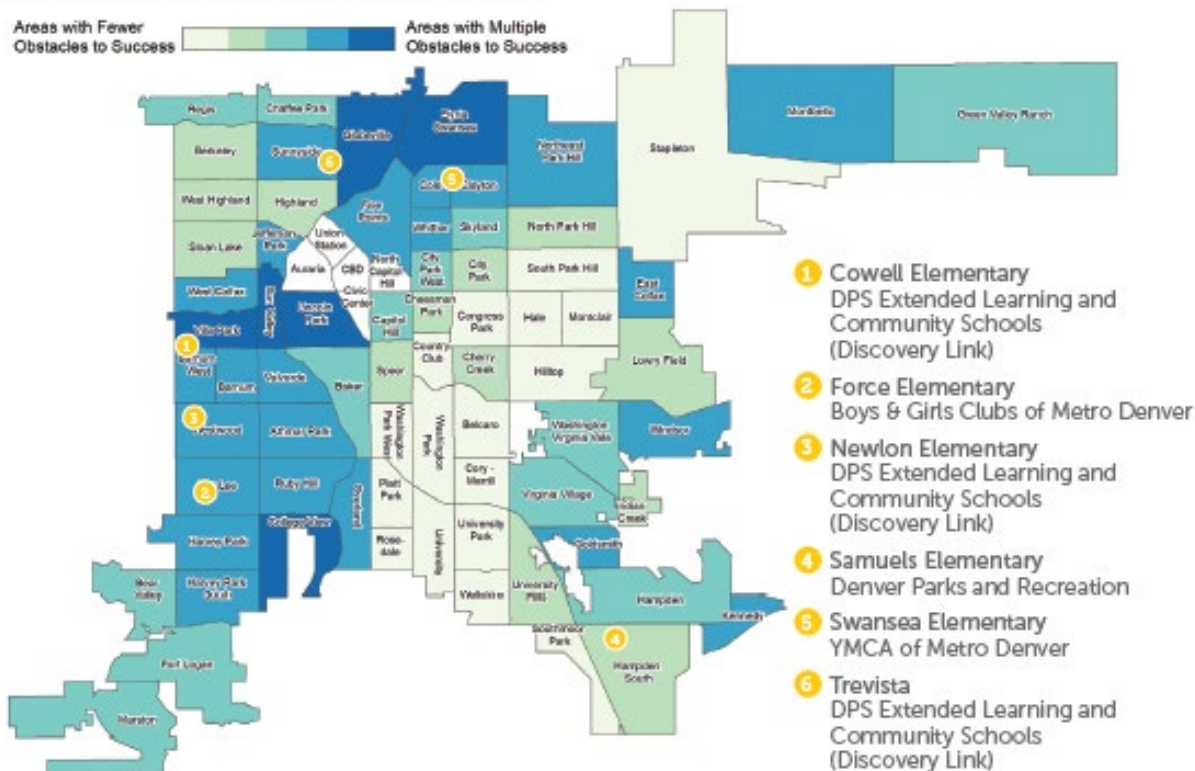 Areas with Fewer
Obstacles to Success
Areas with Multiple
Obstacles to Success
Regis
Chaffee Park
Globeville
Elyria
Swansea
Northeast
Park Hill
Stapleton
Montbello
Green Valley Ranch
Berkeley
Sunnyside
6
5
Clayton
West Highland
Highland
Five
Points
Whittier
Skyland
North Park Hill
Sloan Lake
Jefferson
Park
Union
Station
Auraria
CBD
North
Capitol
Hill
City
Park
West
City
Park
South Park Hill
East
Colfax
West Colfax
Sun Valley
Lincoln
Park
Civic
Center
Capitol
Hill
Cheesman
Park
Congress
Park
Hale
Montclair
Villa Park
1
West
Barnum
Valverde
Baker
Speer
Country
Club
Cherry
Creek
Hilltop
Lowry Field
3
Westwood
Athmar Park
Washington
Park West
Washington
Park
Belcaro
Washington
Virginia Vale
Windsor
2
Lee
Ruby Hill
Overland
Platt
Park
Cory -
Merrill
Virginia Village
Indian
Creek
Harvey Park
College View
Rose-
dale
University
University
Park
Goldsmith
Bear
Valley
Harvey Park
South
Wellshire
University
Hills
Hampden
Kennedy
Fort Logan
Southmoor
Park
4
Hampden
South
Marston
1 Cowell Elementary
DPS Extended Learning and
Community Schools
(Discovery Link)
2 Force Elementary
Boys & Girls Clubs of Metro Denver
3 Newlon Elementary
DPS Extended Learning and
Community Schools
(Discovery Link)
4 Samuels Elementary
Denver Parks and Recreation
5 Swansea Elementary
YMCA of Metro Denver
6 Trevista
DPS Extended Learning and
Community Schools
(Discovery Link)